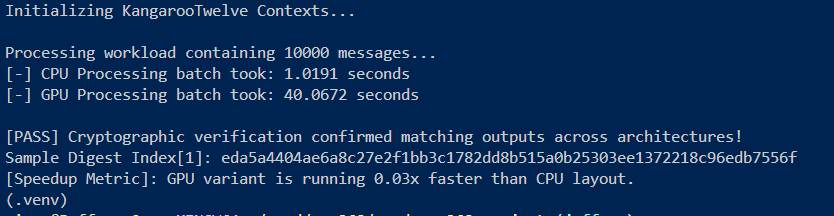 Initializing KangarooTwelve Contexts...
Processing workload containing 10000 messages...
[-] CPU Processing batch took: 1.0191 seconds
[-] GPU Processing batch took: 40.0672 seconds
[PASS] Cryptographic verification confirmed matching outputs across architectures!
Sample Digest Index[1]: eda5a4404ae6a8c27e2f1bb3c1782dd8b515a0b25303ee1372218c96edb7556f
[Speedup Metric]: GPU variant is running 0.03x faster than CPU layout.
(.venv)